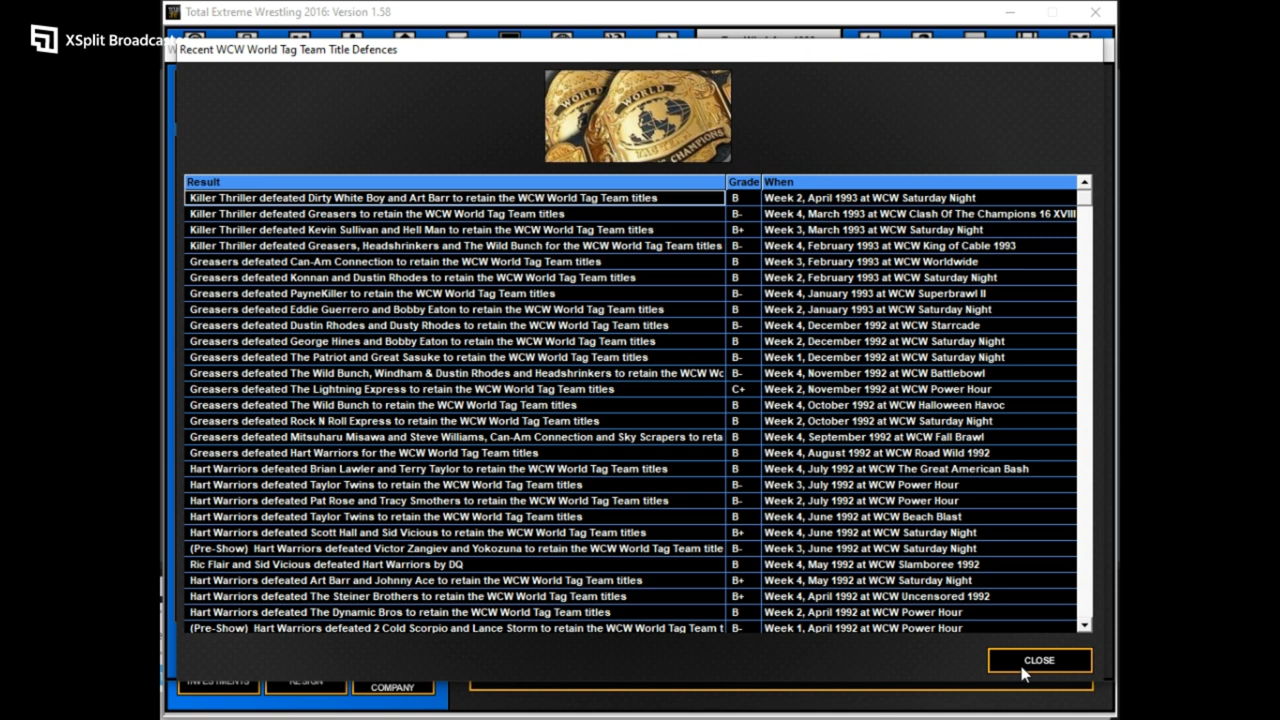 Total Extreme Wrestling 2016: Version 1.58
XSplit Broadcast
Recent WCW World Tag Team Title Defences
WORLD
WORLD
CHAMPIONS
Result Grade When
Killer Thriller defeated Dirty White Boy and Art Barr to retain the WCW World Tag Team titles B Week 2, April 1993 at WCW Saturday Night
Killer Thriller defeated Greasers to retain the WCW World Tag Team titles B- Week 4, March 1993 at WCW Clash Of The Champions 16 XVIII
Killer Thriller defeated Kevin Sullivan and Hell Man to retain the WCW World Tag Team titles B+ Week 3, March 1993 at WCW Saturday Night
Killer Thriller defeated Greasers, Headshrinkers and The Wild Bunch for the WCW World Tag Team titles B- Week 4, February 1993 at WCW King of Cable 1993
Greasers defeated Can-Am Connection to retain the WCW World Tag Team titles B Week 3, February 1993 at WCW Worldwide
Greasers defeated Konnan and Dustin Rhodes to retain the WCW World Tag Team titles B Week 2, February 1993 at WCW Saturday Night
Greasers defeated PayneKiller to retain the WCW World Tag Team titles B- Week 4, January 1993 at WCW Superbrawl II
Greasers defeated Eddie Guerrero and Bobby Eaton to retain the WCW World Tag Team titles B Week 2, January 1993 at WCW Saturday Night
Greasers defeated Dustin Rhodes and Dusty Rhodes to retain the WCW World Tag Team titles B- Week 4, December 1992 at WCW Starrcade
Greasers defeated George Hines and Bobby Eaton to retain the WCW World Tag Team titles B Week 2, December 1992 at WCW Saturday Night
Greasers defeated The Patriot and Great Sasuke to retain the WCW World Tag Team titles B- Week 1, December 1992 at WCW Saturday Night
Greasers defeated The Wild Bunch, Windham & Dustin Rhodes and Headshrinkers to retain the WCW Wc B- Week 4, November 1992 at WCW Battlebowl
Greasers defeated The Lightning Express to retain the WCW World Tag Team titles C+ Week 2, November 1992 at WCW Power Hour
Greasers defeated The Wild Bunch to retain the WCW World Tag Team titles B Week 4, October 1992 at WCW Halloween Havoc
Greasers defeated Rock N Roll Express to retain the WCW World Tag Team titles B Week 2, October 1992 at WCW Saturday Night
Greasers defeated Mitsuharu Misawa and Steve Williams, Can-Am Connection and Sky Scrapers to reta B Week 4, September 1992 at WCW Fall Brawl
Greasers defeated Hart Warriors for the WCW World Tag Team titles B Week 4, August 1992 at WCW Road Wild 1992
Hart Warriors defeated Brian Lawler and Terry Taylor to retain the WCW World Tag Team titles B Week 4, July 1992 at WCW The Great American Bash
Hart Warriors defeated Taylor Twins to retain the WCW World Tag Team titles B- Week 3, July 1992 at WCW Power Hour
Hart Warriors defeated Pat Rose and Tracy Smothers to retain the WCW World Tag Team titles B- Week 2, July 1992 at WCW Power Hour
Hart Warriors defeated Taylor Twins to retain the WCW World Tag Team titles B Week 4, June 1992 at WCW Beach Blast
Hart Warriors defeated Scott Hall and Sid Vicious to retain the WCW World Tag Team titles B+ Week 4, June 1992 at WCW Saturday Night
(Pre-Show) Hart Warriors defeated Victor Zangiev and Yokozuna to retain the WCW World Tag Team title B- Week 3, June 1992 at WCW Saturday Night
Ric Flair and Sid Vicious defeated Hart Warriors by DQ B Week 4, May 1992 at WCW Slamboree 1992
Hart Warriors defeated Art Barr and Johnny Ace to retain the WCW World Tag Team titles B+ Week 4, May 1992 at WCW Saturday Night
Hart Warriors defeated The Steiner Brothers to retain the WCW World Tag Team titles B+ Week 4, April 1992 at WCW Uncensored 1992
Hart Warriors defeated The Dynamic Bros to retain the WCW World Tag Team titles B Week 2, April 1992 at WCW Power Hour
(Pre-Show) Hart Warriors defeated 2 Cold Scorpio and Lance Storm to retain the WCW World Tag Team t B- Week 1, April 1992 at WCW Power Hour
CLOSE
INVESTMENTS RESIGN COMPANY